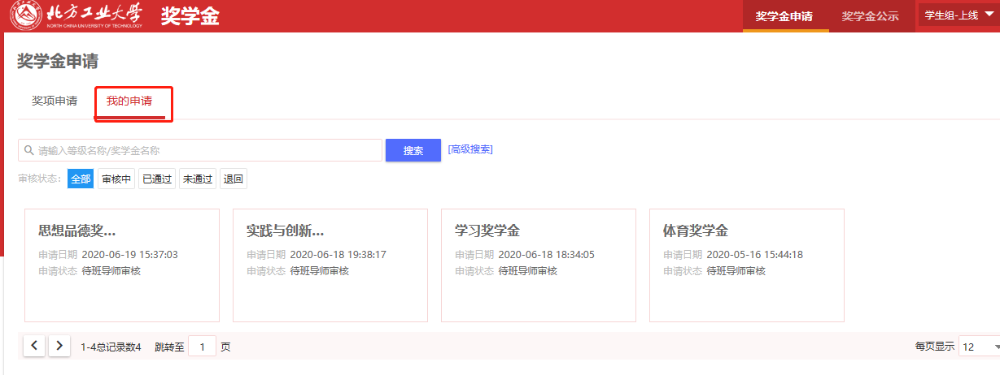 北方工业大学
NORTH CHINA UNIVERSITY OF TECHNOLOGY
奖学金
奖学金申请
奖学金公示
学生组-上线
奖学金申请
奖项申请
我的申请
请输入等级名称/奖学金名称
搜索
[高级搜索]
审核状态: 全部 审核中 已通过 未通过 退回
思想品德奖...
申请日期 2020-06-19 15:37:03
申请状态 待班导师审核
实践与创新...
申请日期 2020-06-18 19:38:17
申请状态 待班导师审核
学习奖学金
申请日期 2020-06-18 18:34:05
申请状态 待班导师审核
体育奖学金
申请日期 2020-05-16 15:44:18
申请状态 待班导师审核
1-4总记录数4 跳转至 1 页
每页显示 12